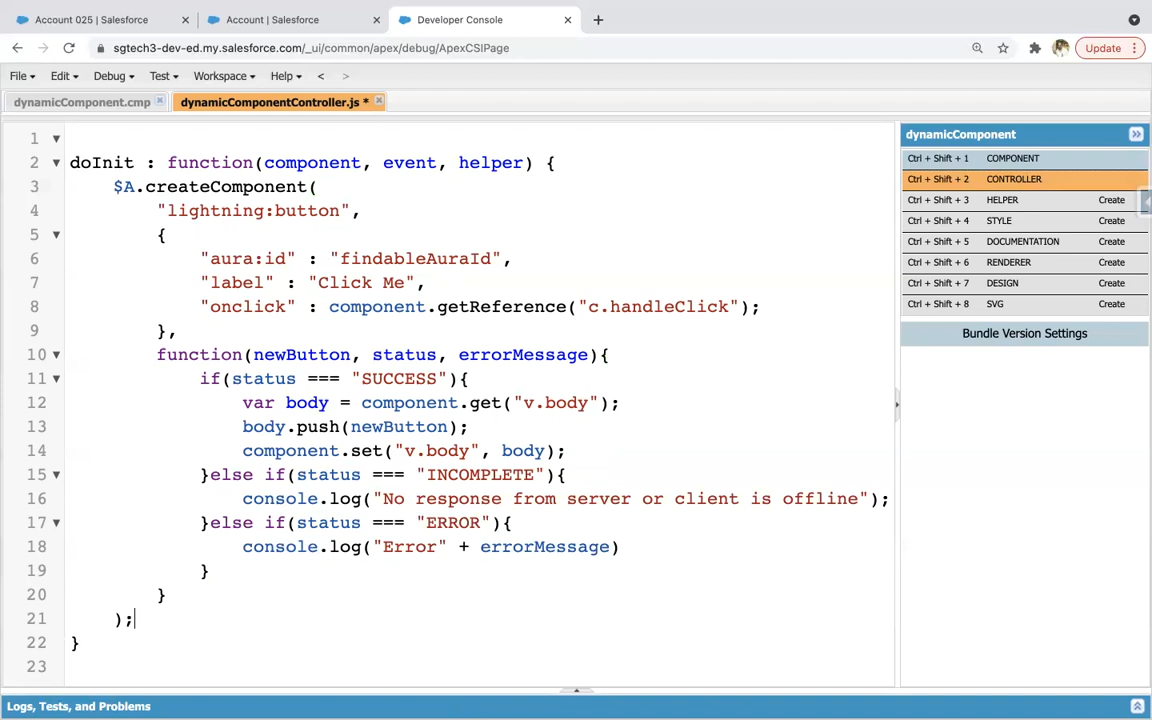 Account 025 | Salesforce
Account | Salesforce
Developer Console
sgtech3-dev-ed.my.salesforce.com/_ui/common/apex/debug/ApexCSIPage
Update
File Edit Debug Test Workspace Help < >
dynamicComponent.cmp
dynamicComponentController.js *
1
2 doInit : function(component, event, helper) {
3 $A.createComponent(
4 "lightning:button",
5 {
6 "aura:id" : "findableAuraId",
7 "label" : "Click Me",
8 "onclick" : component.getReference("c.handleClick");
9 },
10 function(newButton, status, errorMessage){
11 if(status === "SUCCESS"){
12 var body = component.get("v.body");
13 body.push(newButton);
14 component.set("v.body", body);
15 }else if(status === "INCOMPLETE"){
16 console.log("No response from server or client is offline");
17 }else if(status === "ERROR"){
18 console.log("Error" + errorMessage)
19 }
20 }
21 );
22 }
23
dynamicComponent
Ctrl + Shift + 1 COMPONENT
Ctrl + Shift + 2 CONTROLLER
Ctrl + Shift + 3 HELPER Create
Ctrl + Shift + 4 STYLE Create
Ctrl + Shift + 5 DOCUMENTATION Create
Ctrl + Shift + 6 RENDERER Create
Ctrl + Shift + 7 DESIGN Create
Ctrl + Shift + 8 SVG Create
Bundle Version Settings
Logs, Tests, and Problems